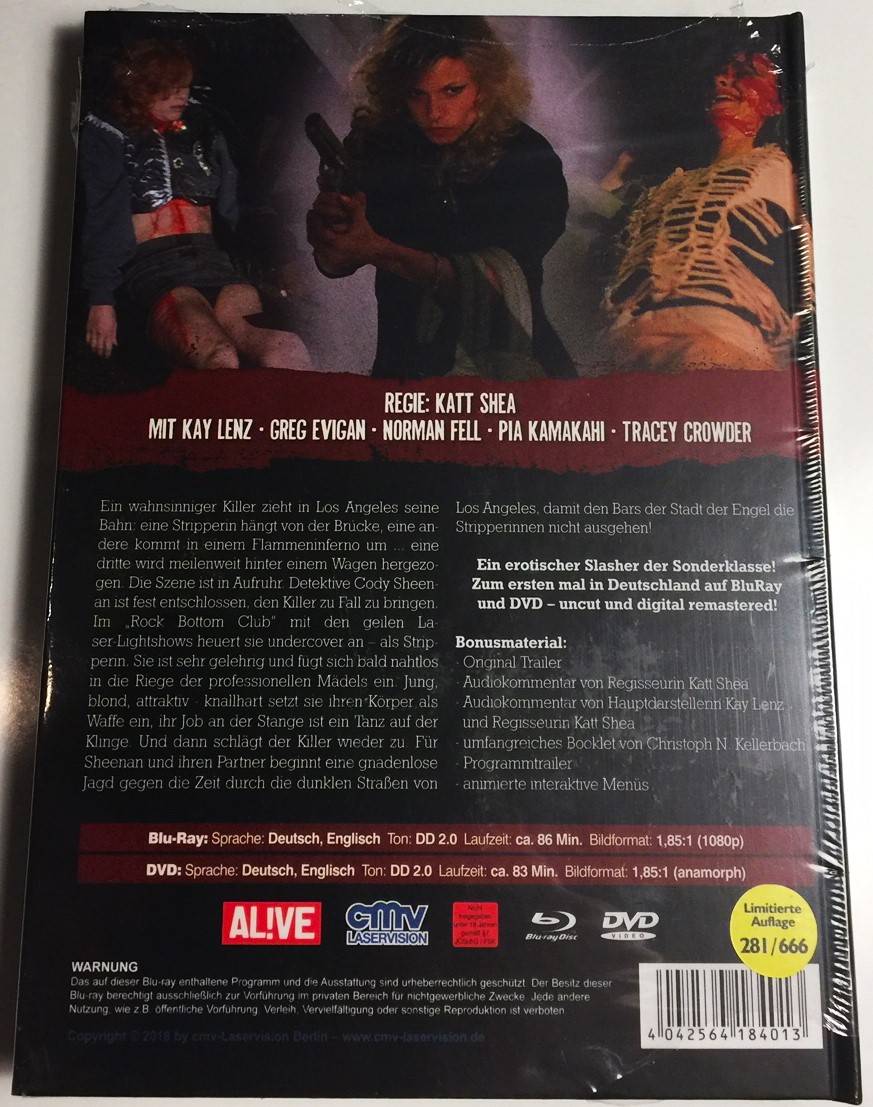 REGIE: KATT SHEA
MIT KAY LENZ · GREG EVIGAN · NORMAN FELL · PIA KAMAKAHI · TRACEY CROWDER
Ein wahnsinniger Killer zieht in Los Angeles seine
Bahn: eine Stripperin hängt von der Brücke, eine an-
dere kommt in einem Flammeninferno um ... eine
dritte wird meilenweit hinter einem Wagen hergezo-
gen. Die Szene ist in Aufruhr. Detektive Cody Sheen-
an ist fest entschlossen, den Killer zu Fall zu bringen.
Im „Rock Bottom Club“ mit den geilen La-
ser-Lightshows heuert sie undercover an – als Strip-
perin. Sie ist sehr gelehrig und fügt sich bald nahtlos
in die Riege der professionellen Mädels ein. Jung,
blond, attraktiv - knallhart setzt sie ihren Körper als
Waffe ein, ihr Job an der Stange ist ein Tanz auf der
Klinge. Und dann schlägt der Killer wieder zu. Für
Sheenan und ihren Partner beginnt eine gnadenlose
Jagd gegen die Zeit durch die dunklen Straßen von
Los Angeles, damit den Bars der Stadt der Engel die
Stripperinnen nicht ausgehen!
Ein erotischer Slasher der Sonderklasse!
Zum ersten mal in Deutschland auf BluRay
und DVD – uncut und digital remastered!
Bonusmaterial:
· Original Trailer
· Audiokommentar von Regisseurin Katt Shea
· Audiokommentar von Hauptdarstellerin Kay Lenz
und Regisseurin Katt Shea
· umfangreiches Booklet von Christoph N. Kellerbach
· Programmtrailer
· animierte interaktive Menüs
Blu-Ray: Sprache: Deutsch, Englisch Ton: DD 2.0 Laufzeit: ca. 86 Min. Bildformat: 1,85:1 (1080p)
DVD: Sprache: Deutsch, Englisch Ton: DD 2.0 Laufzeit: ca. 83 Min. Bildformat: 1,85:1 (anamorph)
AL!VE
cmv
LASERVISION
Nicht
freigegeben
unter 18 Jahren
gemäß §
JÖSchG / FSK
Blu-ray Disc
DVD
VIDEO
Limitierte
Auflage
281/666
WARNUNG
Das auf dieser Blu-ray enthaltene Programm und die Ausstattung sind urheberrechtlich geschützt. Der Besitz dieser
Blu-ray berechtigt ausschließlich zur Vorführung im privaten Bereich für nichtgewerbliche Zwecke. Jede andere
Nutzung, wie z.B. öffentliche Vorführung, Verleih, Vervielfältigung oder sonstige Reproduktion ist verboten.
Copyright © 2018 by cmv-Laservision Berlin – www.cmv-laservision.de
4 042564 184013